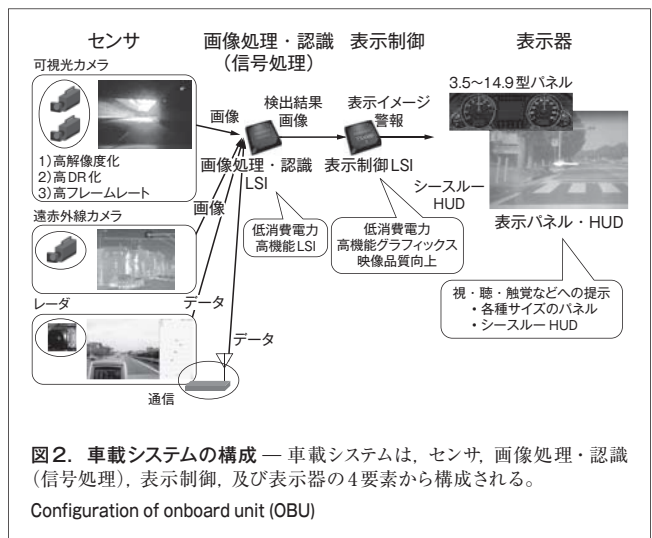 センサ
画像処理・認識
(信号処理)
表示制御
表示器
可視光カメラ
1)高解像度化
2)高DR化
3)高フレームレート
遠赤外線カメラ
レーダ
通信
画像
画像
データ
データ
画像処理・認識
LSI
低消費電力
高機能LSI
検出結果
画像
表示制御LSI
低消費電力
高機能グラフィックス
映像品質向上
表示イメージ
警報
3.5~14.9型パネル
シースルー
HUD
表示パネル・HUD
視・聴・触覚などへの提示
・各種サイズのパネル
・シースルーHUD
図2. 車載システムの構成 — 車載システムは, センサ, 画像処理・認識
(信号処理), 表示制御, 及び表示器の4要素から構成される。
Configuration of onboard unit (OBU)